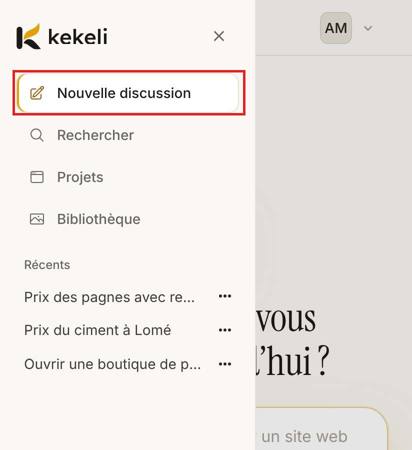 kekeli
AM
Nouvelle discussion
Rechercher
Projets
Bibliothèque
Récents
Prix des pagnes avec re...
Prix du ciment à Lomé
Ouvrir une boutique de p...
vous
d'hui ?
un site web